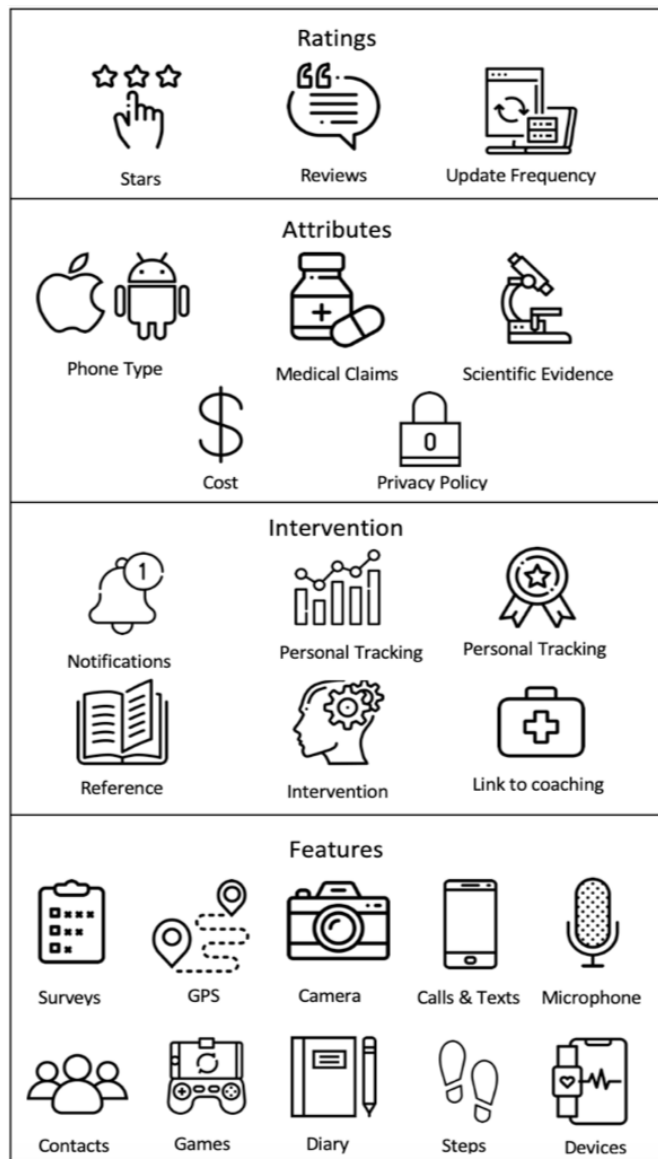 Ratings
Stars
Reviews
Update Frequency
Attributes
Phone Type
Medical Claims
Scientific Evidence
Cost
Privacy Policy
Intervention
1
Notifications
Personal Tracking
Personal Tracking
Reference
Intervention
Link to coaching
Features
Surveys
GPS
Camera
Calls & Texts
Microphone
Contacts
Games
Diary
Steps
Devices